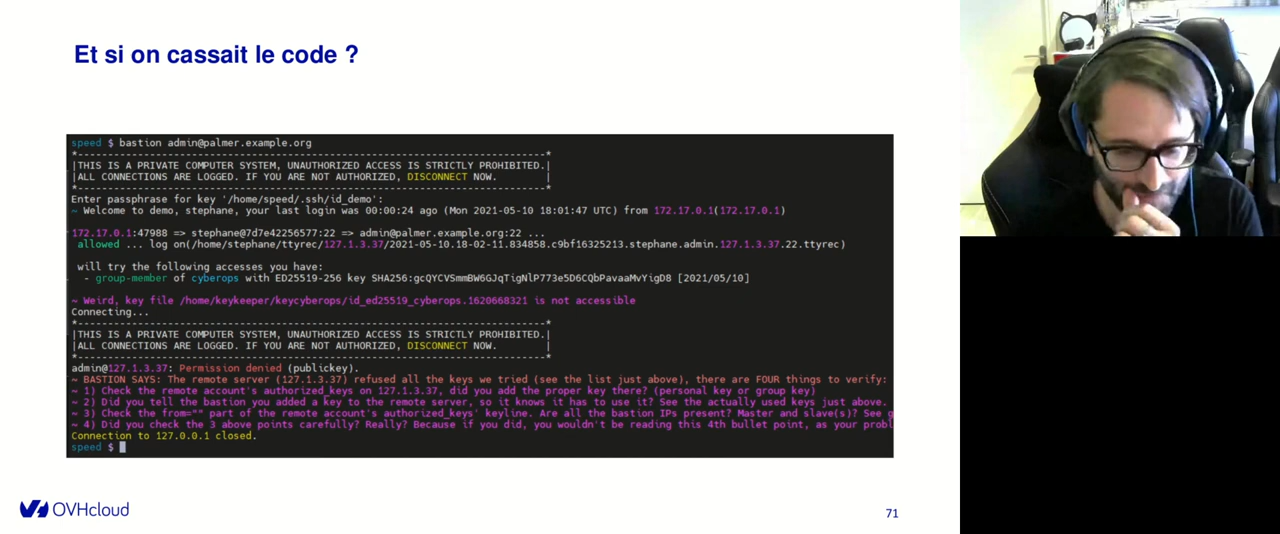 Et si on cassait le code ?
speed $ bastion admin@palmer.example.org
*------------------------------------------------------------------------------*
|THIS IS A PRIVATE COMPUTER SYSTEM, UNAUTHORIZED ACCESS IS STRICTLY PROHIBITED.|
|ALL CONNECTIONS ARE LOGGED. IF YOU ARE NOT AUTHORIZED, DISCONNECT NOW. |
*------------------------------------------------------------------------------*
Enter passphrase for key '/home/speed/.ssh/id_demo':
~ Welcome to demo, stephane, your last login was 00:00:24 ago (Mon 2021-05-10 18:01:47 UTC) from 172.17.0.1(172.17.0.1)
172.17.0.1:47988 => stephane@7d7e42256577:22 => admin@palmer.example.org:22 ...
allowed ... log on(/home/stephane/ttyrec/127.1.3.37/2021-05-10.18-02-11.834858.c9bf16325213.stephane.admin.127.1.3.37.22.ttyrec)
will try the following accesses you have:
- group-member of cyberops with ED25519-256 key SHA256:gcQYCVSmmBW6GJqTigNlP773e5D6CQbPavaaMvYigD8 [2021/05/10]
~ Weird, key file /home/keykeeper/keycyberops/id_ed25519_cyberops.1620668321 is not accessible
Connecting...
*------------------------------------------------------------------------------*
|THIS IS A PRIVATE COMPUTER SYSTEM, UNAUTHORIZED ACCESS IS STRICTLY PROHIBITED.|
|ALL CONNECTIONS ARE LOGGED. IF YOU ARE NOT AUTHORIZED, DISCONNECT NOW. |
*------------------------------------------------------------------------------*
admin@127.1.3.37: Permission denied (publickey).
~ BASTION SAYS: The remote server (127.1.3.37) refused all the keys we tried (see the list just above), there are FOUR things to verify:
~ 1) Check the remote account's authorized_keys on 127.1.3.37, did you add the proper key there? (personal key or group key)
~ 2) Did you tell the bastion you added a key to the remote server, so it knows it has to use it? See the actually used keys just above.
~ 3) Check the from="" part of the remote account's authorized_keys' keyline. Are all the bastion IPs present? Master and slave(s)? See g
~ 4) Did you check the 3 above points carefully? Really? Because if you did, you wouldn't be reading this 4th bullet point, as your probl
Connection to 127.0.0.1 closed.
speed $
OVHcloud
71